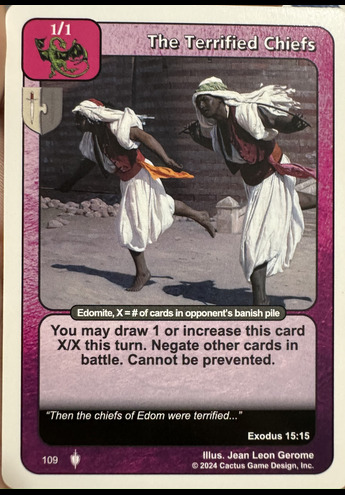 1/1
The Terrified Chiefs
Edomite, X = # of cards in opponent's banish pile
You may draw 1 or increase this card
X/X this turn. Negate other cards in
battle. Cannot be prevented.
"Then the chiefs of Edom were terrified..."
Exodus 15:15
Illus. Jean Leon Gerome
109
© 2024 Cactus Game Design, Inc.